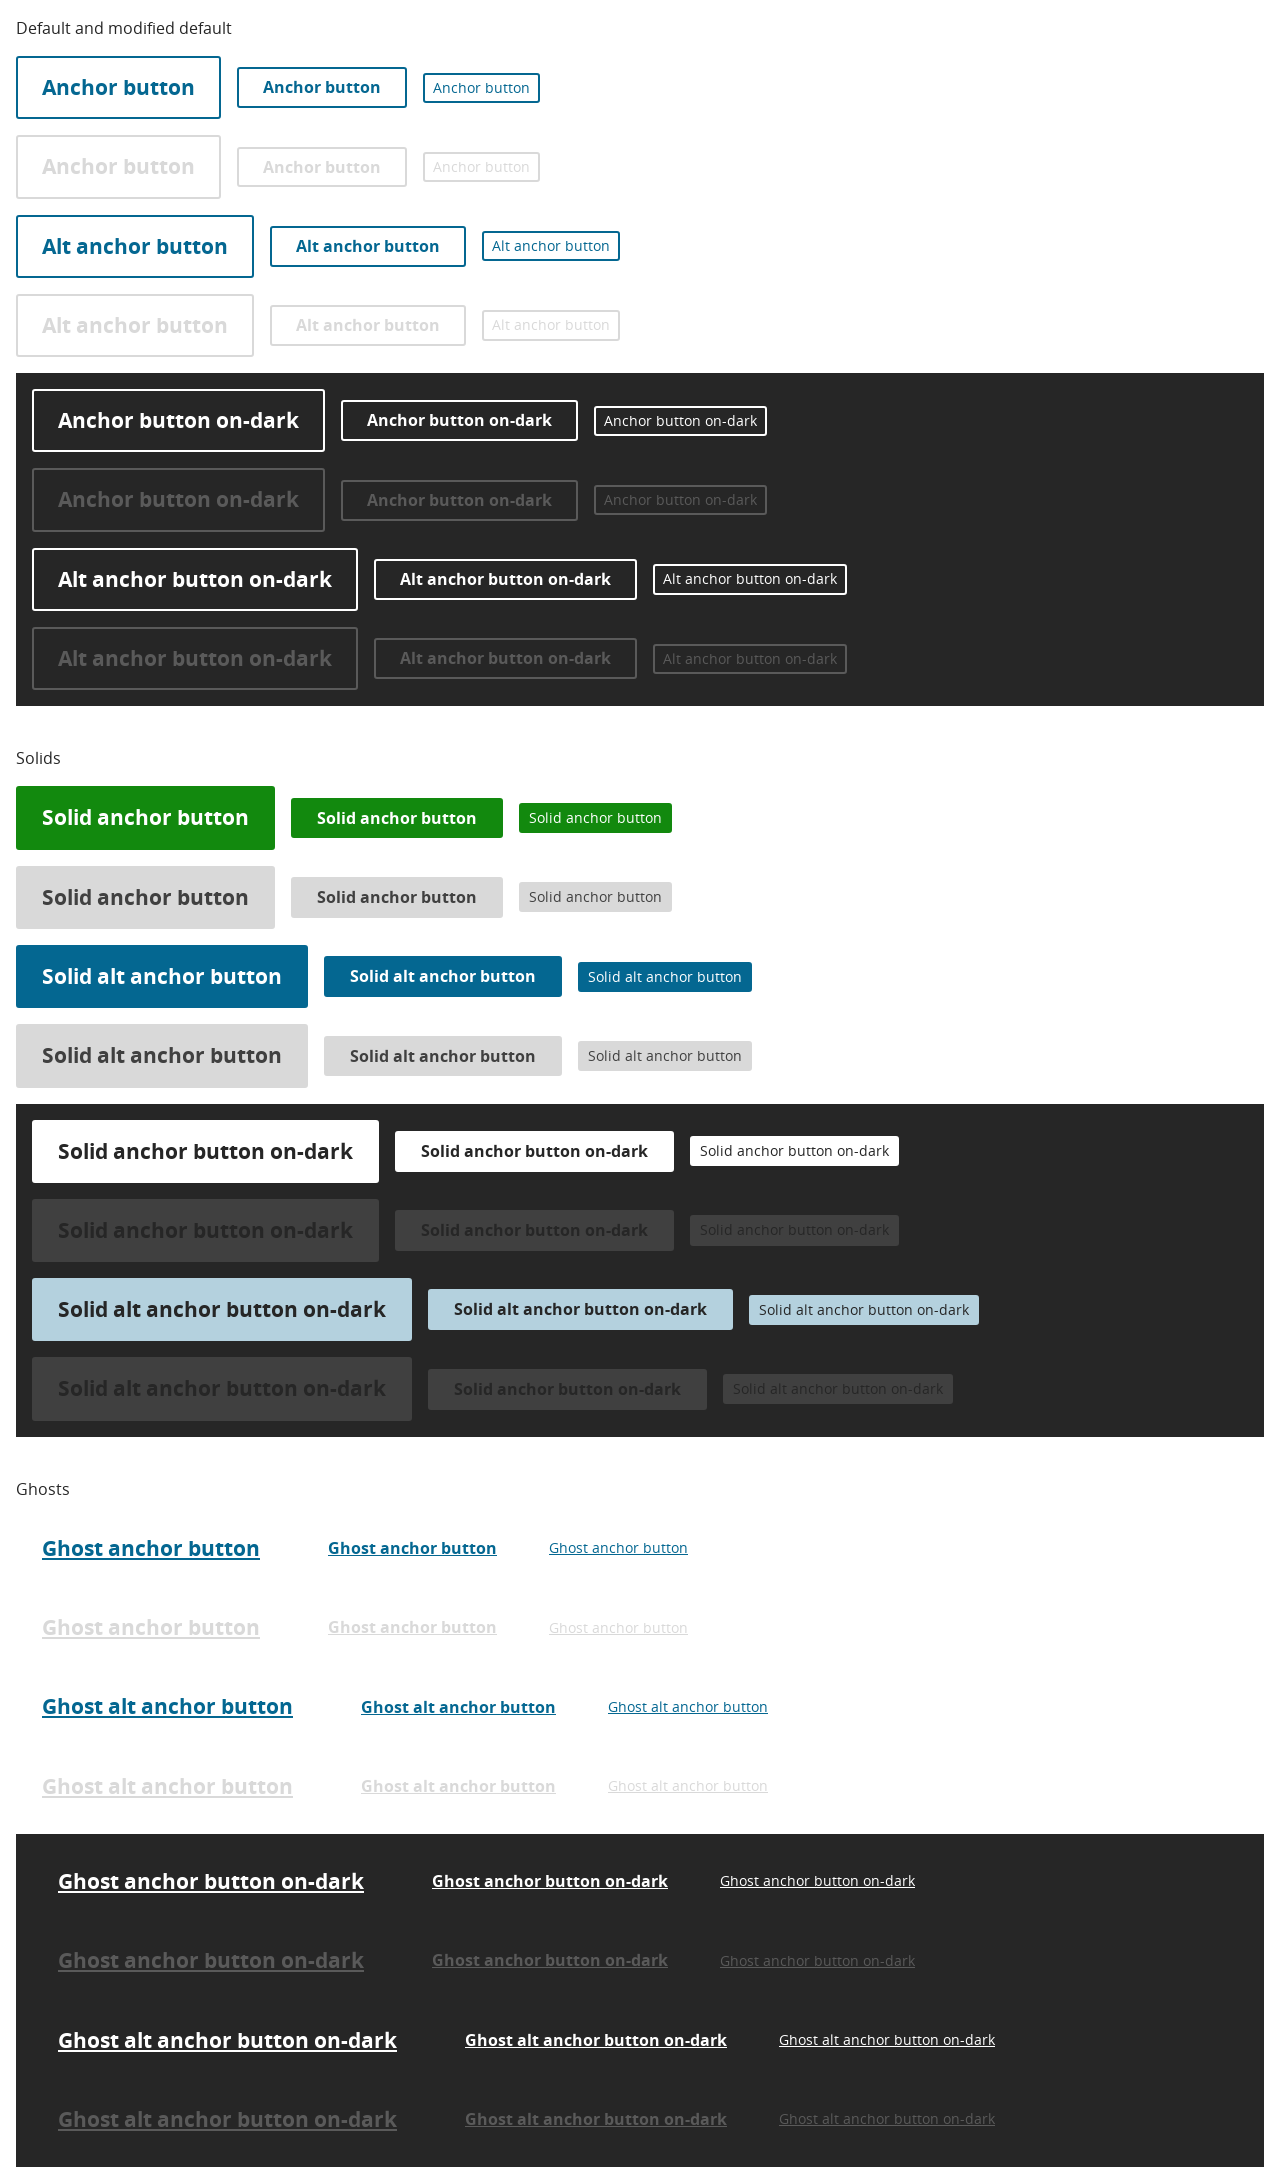 Default and modified default
Anchor button Anchor button Anchor button
Anchor button Anchor button Anchor button
Alt anchor button Alt anchor button Alt anchor button
Alt anchor button Alt anchor button Alt anchor button
Anchor button on-dark Anchor button on-dark Anchor button on-dark
Anchor button on-dark Anchor button on-dark Anchor button on-dark
Alt anchor button on-dark Alt anchor button on-dark Alt anchor button on-dark
Alt anchor button on-dark Alt anchor button on-dark Alt anchor button on-dark
Solids
Solid anchor button Solid anchor button Solid anchor button
Solid anchor button Solid anchor button Solid anchor button
Solid alt anchor button Solid alt anchor button Solid alt anchor button
Solid alt anchor button Solid alt anchor button Solid alt anchor button
Solid anchor button on-dark Solid anchor button on-dark Solid anchor button on-dark
Solid anchor button on-dark Solid anchor button on-dark Solid anchor button on-dark
Solid alt anchor button on-dark Solid alt anchor button on-dark Solid alt anchor button on-dark
Solid alt anchor button on-dark Solid anchor button on-dark Solid alt anchor button on-dark
Ghosts
Ghost anchor button Ghost anchor button Ghost anchor button
Ghost anchor button Ghost anchor button Ghost anchor button
Ghost alt anchor button Ghost alt anchor button Ghost alt anchor button
Ghost alt anchor button Ghost alt anchor button Ghost alt anchor button
Ghost anchor button on-dark Ghost anchor button on-dark Ghost anchor button on-dark
Ghost anchor button on-dark Ghost anchor button on-dark Ghost anchor button on-dark
Ghost alt anchor button on-dark Ghost alt anchor button on-dark Ghost alt anchor button on-dark
Ghost alt anchor button on-dark Ghost alt anchor button on-dark Ghost alt anchor button on-dark